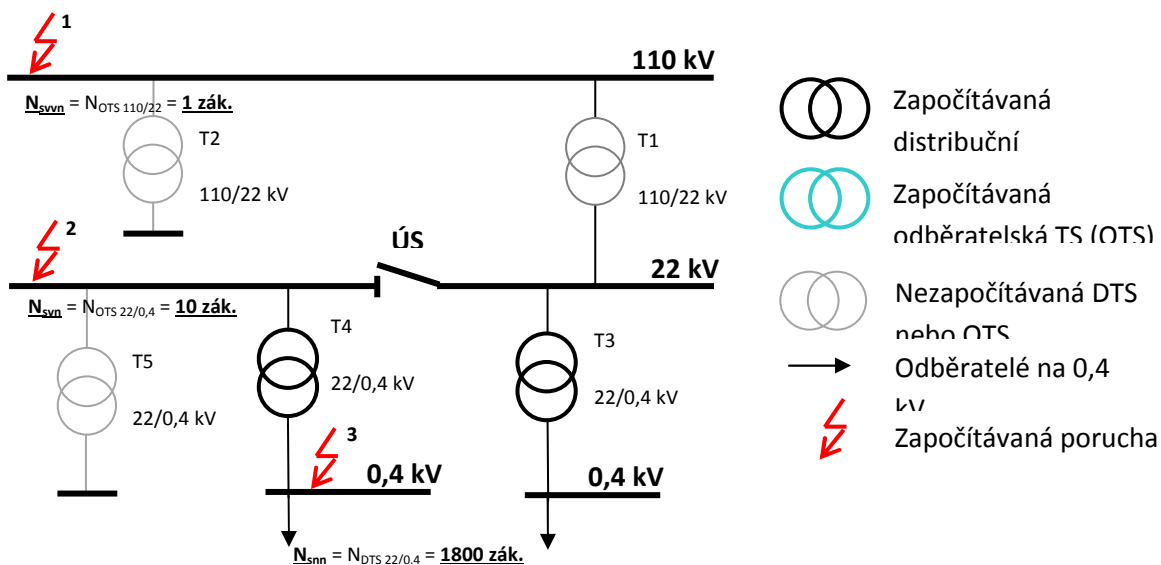 1
110 kV
Nsvvn = NOTS 110/22 = 1 zák.
T2
110/22 kV
T1
110/22 kV
2
ÚS
22 kV
Nsvn = NOTS 22/0,4 = 10 zák.
T5
22/0,4 kV
T4
22/0,4 kV
T3
22/0,4 kV
3
0,4 kV
0,4 kV
Nsnn = NDTS 22/0,4 = 1800 zák.
Započítávaná
distribuční
Započítávaná
odběratelská TS (OTS)
Nezapočítávaná DTS
nebo OTS
Odběratelé na 0,4
kV
Započítávaná porucha